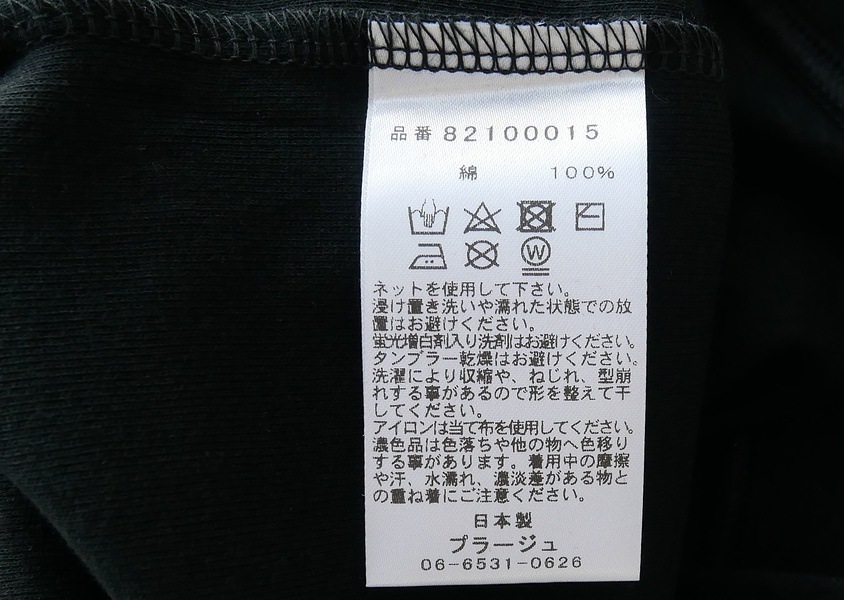 品番 82100015
綿 100%
W
ネットを使用して下さい。
浸け置き洗いや濡れた状態での放
置はお避けください。
蛍光増白剤入り洗剤はお避けください。
タンブラー乾燥はお避けください。
洗濯により収縮や、ねじれ、型崩
れする事があるので形を整えて干
してください。
アイロンは当て布を使用してください。
濃色品は色落ちや他の物へ色移り
する事があります。着用中の摩擦
や汗、水濡れ、濃淡差がある物と
の重ね着にご注意ください。
日本製
プラージュ
06-6531-0626